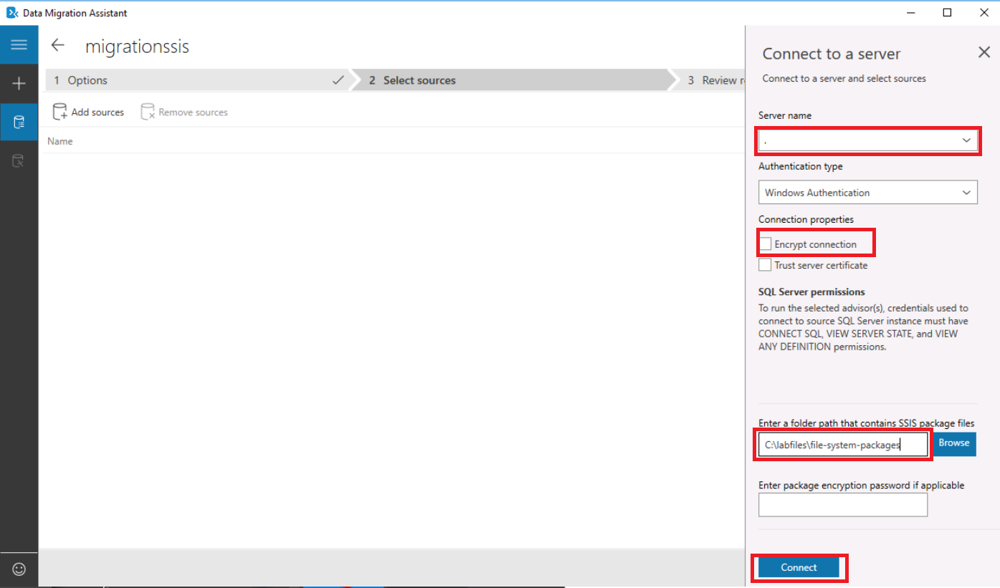 Data Migration Assistant
migrationssis
1 Options
2 Select sources
3 Review r
Add sources
Remove sources
Name
Connect to a server
Connect to a server and select sources
Server name
.
Authentication type
Windows Authentication
Connection properties
Encrypt connection
Trust server certificate
SQL Server permissions
To run the selected advisor(s), credentials used to
connect to source SQL Server instance must have
CONNECT SQL, VIEW SERVER STATE, and VIEW
ANY DEFINITION permissions.
Enter a folder path that contains SSIS package files
C:\labfiles\file-system-packages
Browse
Enter package encryption password if applicable
Connect